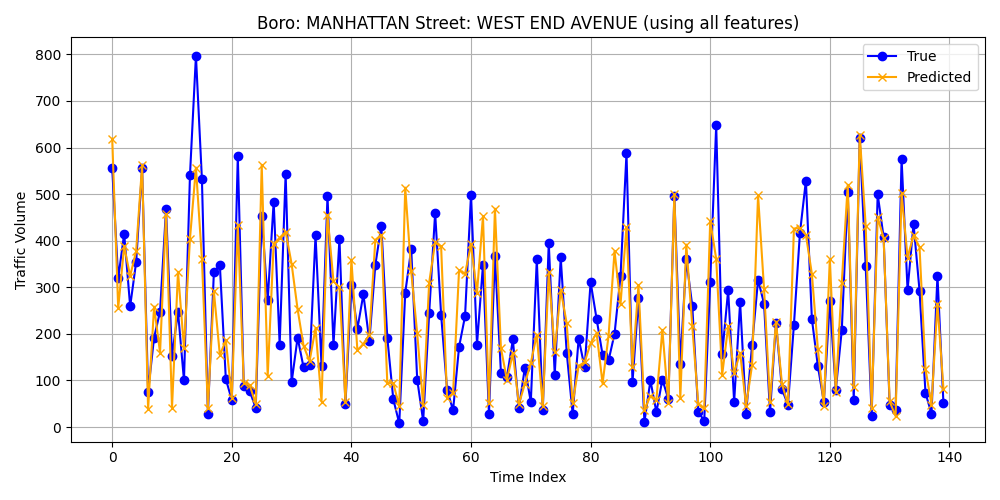 Boro: MANHATTAN Street: WEST END AVENUE (using all features)
True
Predicted
Traffic Volume
800
700
600
500
400
300
200
100
0
0 20 40 60 80 100 120 140
Time Index